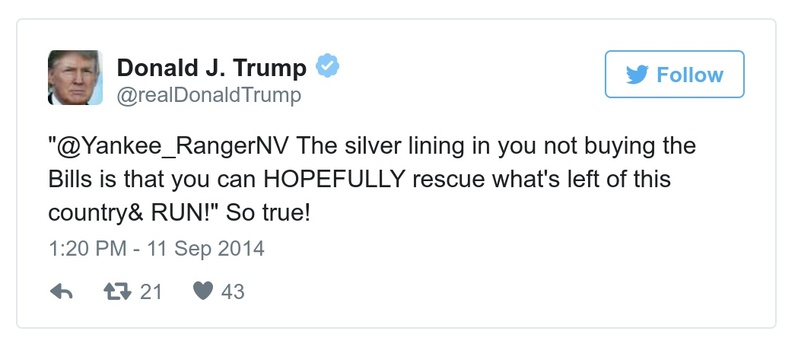 Donald J. Trump
@realDonaldTrump
Follow
"@Yankee_RangerNV The silver lining in you not buying the
Bills is that you can HOPEFULLY rescue what's left of this
country& RUN!" So true!
1:20 PM - 11 Sep 2014
21 43